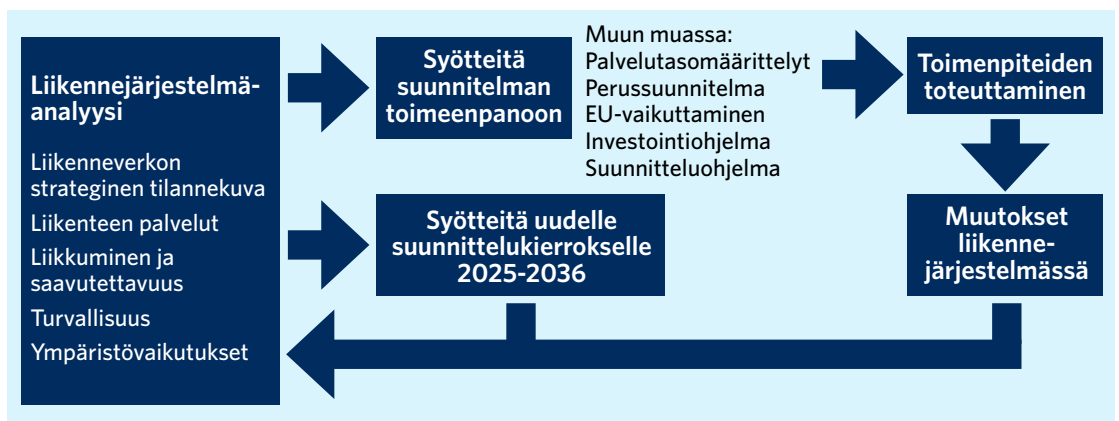 Liikennejärjestelmä-
analyysi
Liikenneverkon
strateginen tilannekuva
Liikenteen palvelut
Liikkuminen ja
saavutettavuus
Turvallisuus
Ympäristövaikutukset
Syötteitä
suunnitelman
toimeenpanoon
Muun muassa:
Palvelutasomäärittelyt
Perussuunnitelma
EU-vaikuttaminen
Investointiohjelma
Suunnitteluohjelma
Toimenpiteiden
toteuttaminen
Syötteitä uudelle
suunnittelukierrokselle
2025-2036
Muutokset
liikenne-
järjestelmässä